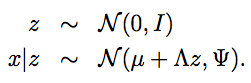 z ∼ 𝒩(0, I)
x|z ∼ 𝒩(μ + Λz, Ψ).